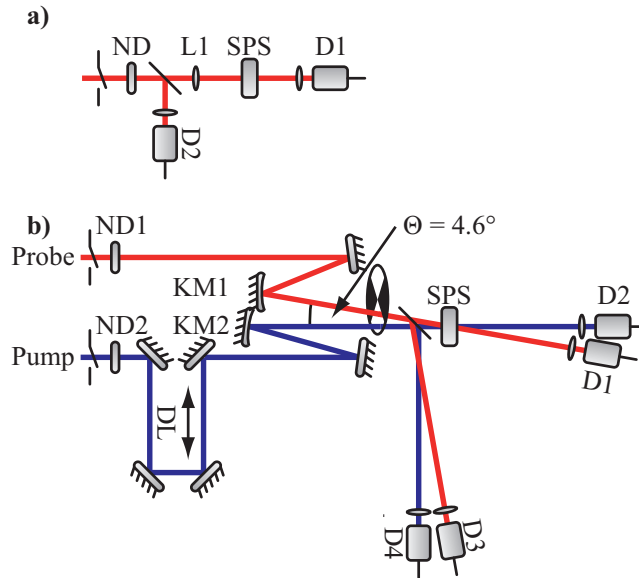 a)
ND L1 SPS D1
D2
b)
ND1
Θ = 4.6°
Probe
KM1
SPS
D2
ND2
KM2
Pump
D1
DL
D4
D3